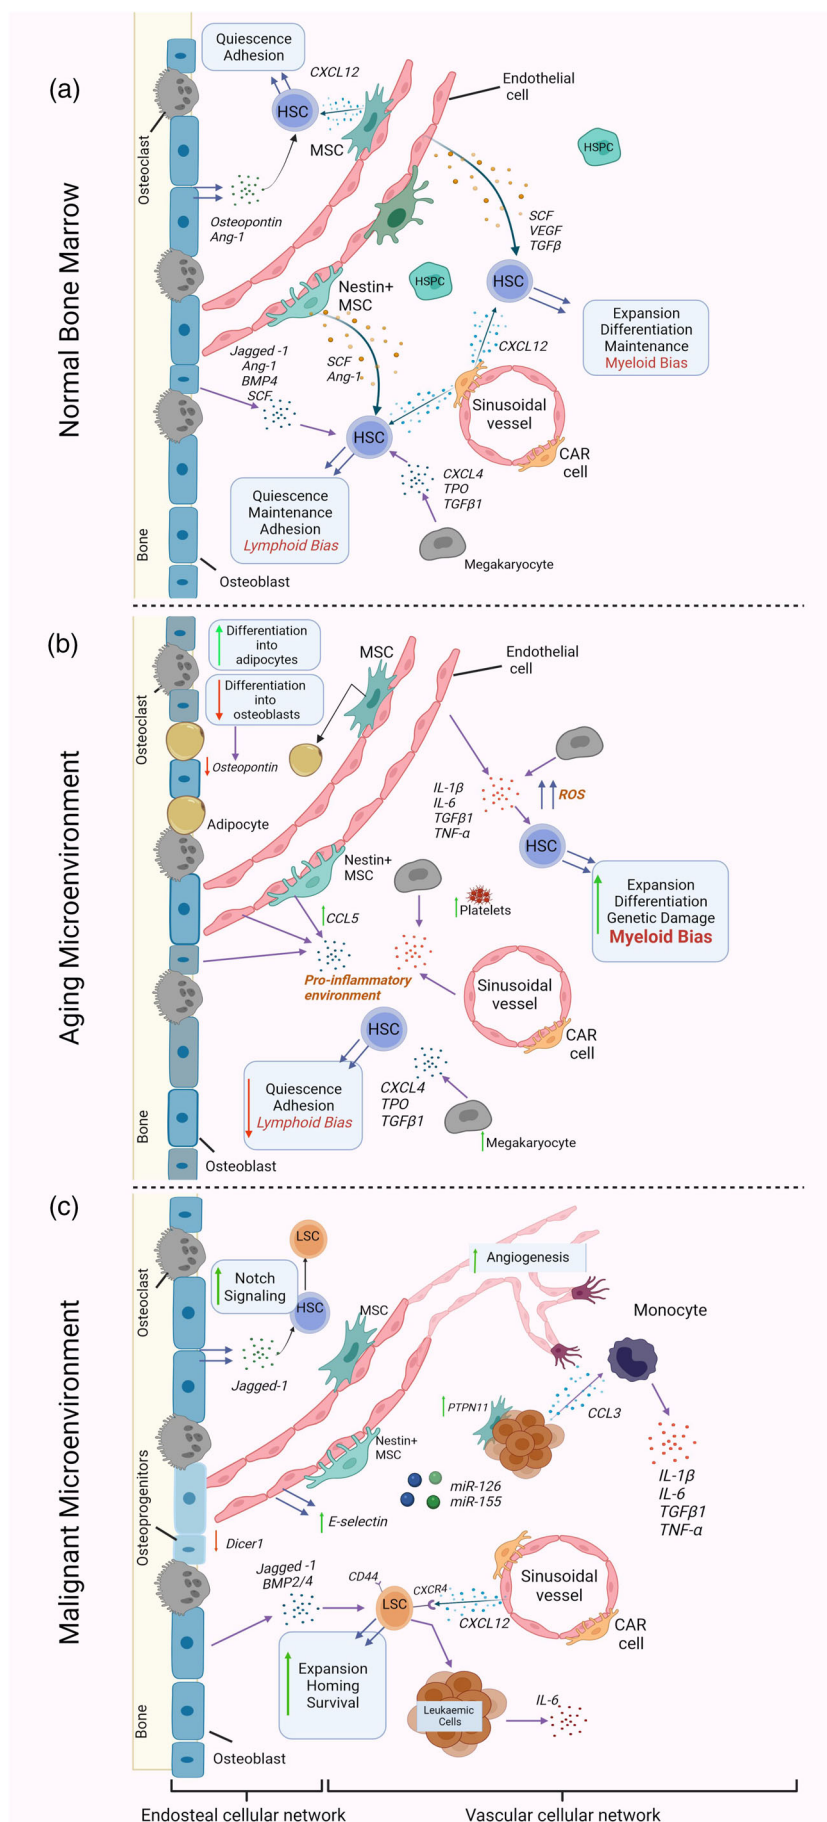 (a)
Normal Bone Marrow
Quiescence
Adhesion
CXCL12
HSC
MSC
Endothelial
cell
HSPC
Osteoclast
Osteopontin
Ang-1
SCF
VEGF
TGFβ
Nestin+
MSC
HSPC
HSC
Expansion
Differentiation
Maintenance
Myeloid Bias
Jagged -1
Ang-1
BMP4
SCF
SCF
Ang-1
CXCL12
Sinusoidal
vessel
HSC
CAR
cell
CXCL4
TPO
TGFβ1
Quiescence
Maintenance
Adhesion
Lymphoid Bias
Megakaryocyte
Bone
Osteoblast
(b)
Aging Microenvironment
Differentiation
into
adipocytes
MSC
Endothelial
cell
Differentiation
into
osteoblasts
Osteoclast
Osteopontin
IL-1β
IL-6
TGFβ1
TNF-α
ROS
Adipocyte
HSC
Nestin+
MSC
CCL5
Platelets
Expansion
Differentiation
Genetic Damage
Myeloid Bias
Pro-inflammatory
environment
Sinusoidal
vessel
HSC
CAR
cell
Quiescence
Adhesion
Lymphoid Bias
CXCL4
TPO
TGFβ1
Megakaryocyte
Bone
Osteoblast
(c)
Malignant Microenvironment
LSC
Angiogenesis
Notch
Signaling
HSC
MSC
Osteoclast
Monocyte
Jagged-1
PTPN11
CCL3
Nestin+
MSC
miR-126
miR-155
IL-1β
IL-6
TGFβ1
TNF-α
Osteoprogenitors
E-selectin
Dicer1
Jagged -1
BMP2/4
CD44
CXCR4
LSC
CXCL12
Sinusoidal
vessel
CAR
cell
Expansion
Homing
Survival
Leukaemic
Cells
IL-6
Bone
Osteoblast
Endosteal cellular network
Vascular cellular network